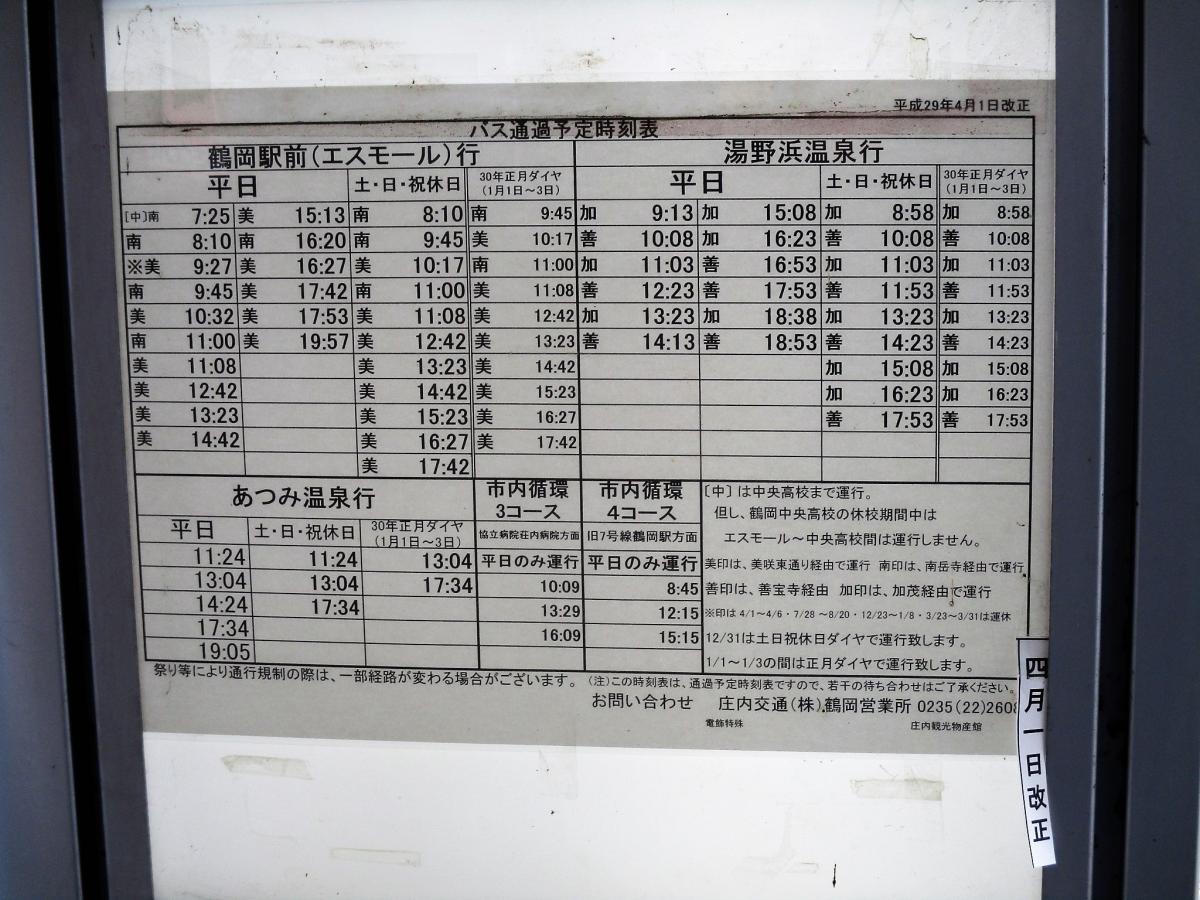 平成29年4月1日改正
バス通過予定時刻表
鶴岡駅前(エスモール)行 湯野浜温泉行
平日 土・日・祝休日 30年正月ダイヤ 平日 土・日・祝休日 30年正月ダイヤ
(1月1日~3日) (1月1日~3日)
[中]南 7:25 美 15:13 南 8:10 南 9:45 加 9:13 加 15:08 加 8:58 加 8:58
南 8:10 南 16:20 南 9:45 美 10:17 善 10:08 加 16:23 善 10:08 善 10:08
※美 9:27 美 16:27 美 10:17 南 11:00 加 11:03 善 16:53 加 11:03 加 11:03
南 9:45 美 17:42 南 11:00 美 11:08 善 12:23 善 17:53 善 11:53 善 11:53
美 10:32 美 17:53 美 11:08 美 12:42 加 13:23 加 18:38 加 13:23 加 13:23
南 11:00 美 19:57 美 12:42 美 13:23 善 14:13 善 18:53 善 14:23 善 14:23
美 11:08 美 13:23 美 14:42 加 15:08 加 15:08
美 12:42 美 14:42 美 15:23 加 16:23 加 16:23
美 13:23 美 15:23 美 16:27 善 17:53 善 17:53
美 14:42 美 16:27 美 17:42
美 17:42
あつみ温泉行
平日 土・日・祝休日 30年正月ダイヤ
(1月1日~3日)
11:24 11:24 13:04
13:04 13:04 17:34
14:24 17:34
17:34
19:05
市内循環
3コース
協立病院荘内病院方面
平日のみ運行
10:09
13:29
16:09
市内循環
4コース
旧7号線鶴岡駅方面
平日のみ運行
8:45
12:15
15:15
〔中〕は中央高校まで運行。
但し、鶴岡中央高校の休校期間中は
エスモール~中央高校間は運行しません。
美印は、美咲東通り経由で運行 南印は、南岳寺経由で運行
善印は、善宝寺経由 加印は、加茂経由で運行
※印は 4/1~4/6・7/28 ~8/20・12/23~1/8・3/23~3/31は運休
12/31は土日祝休日ダイヤで運行致します。
1/1~1/3の間は正月ダイヤで運行致します。
祭り等により通行規制の際は、一部経路が変わる場合がございます。
(注)この時刻表は、通過予定時刻表ですので、若干の待ち合わせはご了承ください。
お問い合わせ 庄内交通(株)鶴岡営業所 0235(22)2608
電飾特殊 庄内観光物産館
四月一日改正